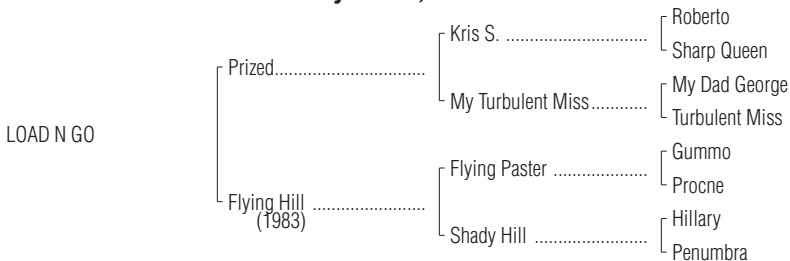 Roberto
Kris S. ................................
Sharp Queen
Prized..................................
My Dad George
My Turbulent Miss.............
Turbulent Miss
LOAD N GO
Gummo
Flying Paster .....................
Procne
Flying Hill .........................
(1983)
Hillary
Shady Hill .........................
Penumbra